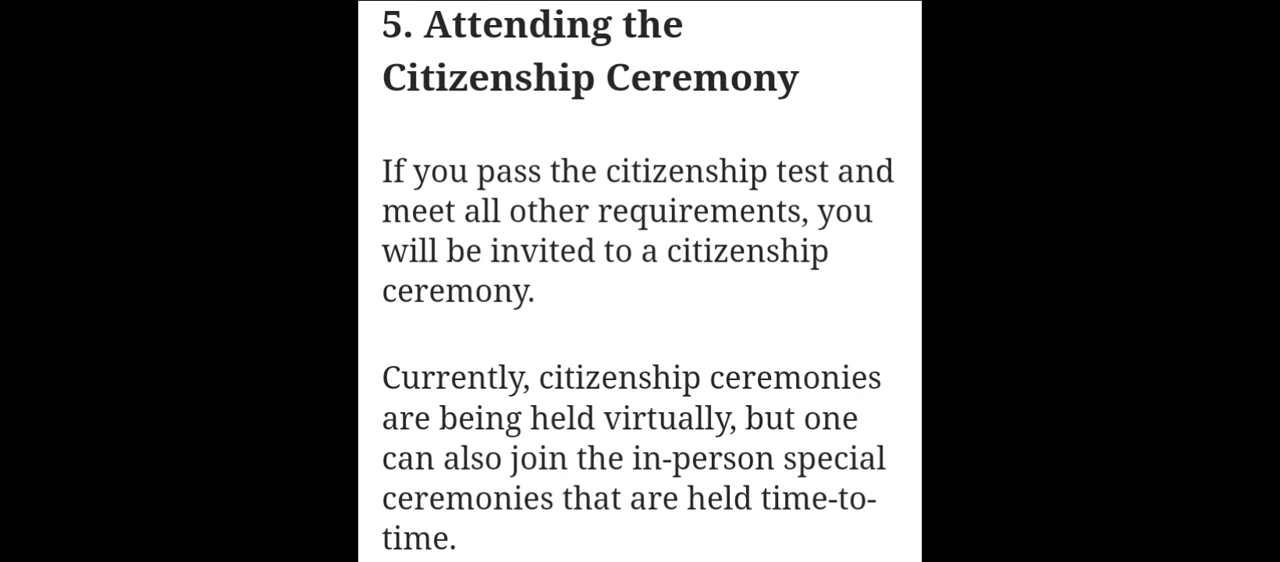 5. Attending the
Citizenship Ceremony
If you pass the citizenship test and
meet all other requirements, you
will be invited to a citizenship
ceremony.
Currently, citizenship ceremonies
are being held virtually, but one
can also join the in-person special
ceremonies that are held time-to-
time.